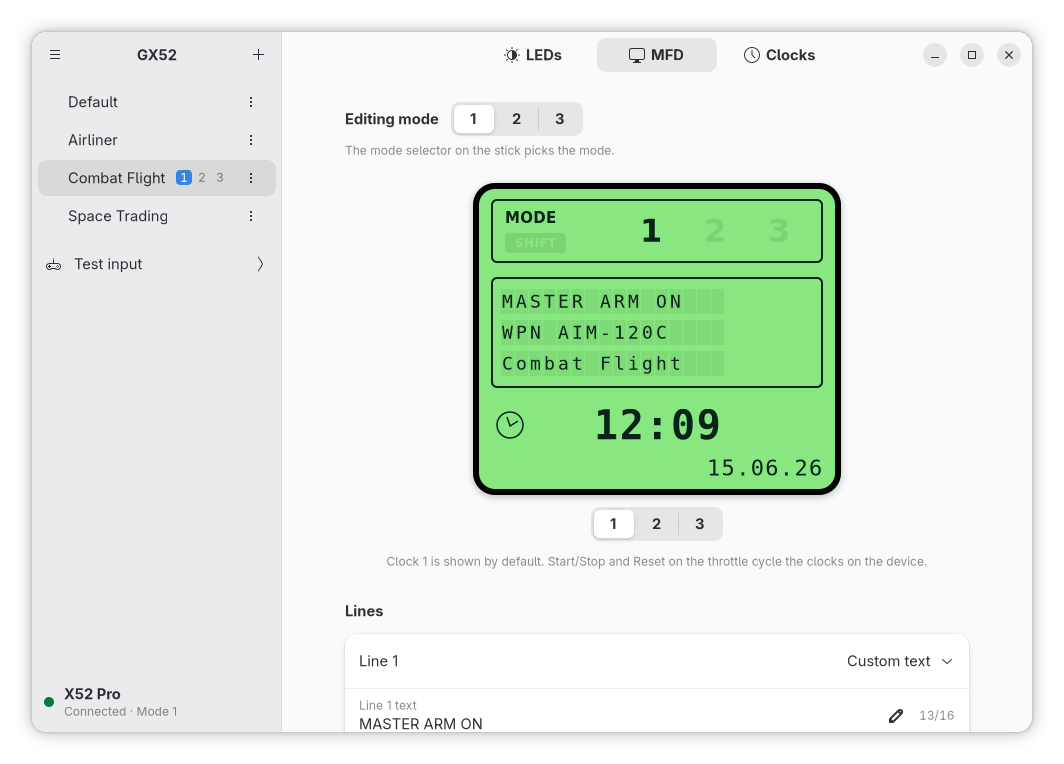 GX52
LEDs
MFD
Clocks
Default
Airliner
Combat Flight 1 2 3
Space Trading
Test input
X52 Pro
Connected · Mode 1
Editing mode 1 2 3
The mode selector on the stick picks the mode.
MODE 1 2 3
SHIFT
MASTER ARM ON
WPN AIM-120C
Combat Flight
12:09
15.06.26
1 2 3
Clock 1 is shown by default. Start/Stop and Reset on the throttle cycle the clocks on the device.
Lines
Line 1 Custom text
Line 1 text
MASTER ARM ON 13/16